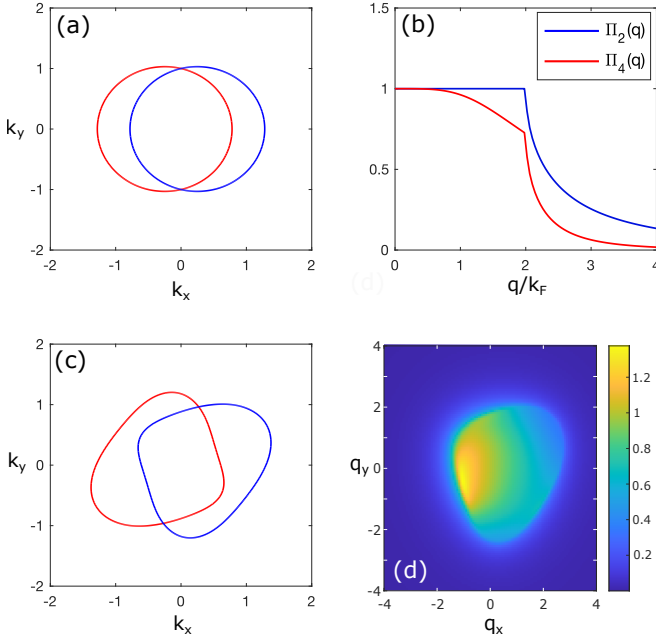 (a)
2
1
0
-1
-2
k_y
-2 -1 0 1 2
k_x
(b)
1.5
1
0.5
0
0 1 2 3 4
q/k_F
Π_2(q)
Π_4(q)
(d)
(c)
2
1
0
-1
-2
k_y
-2 -1 0 1 2
k_x
(d)
4
2
0
-2
-4
q_y
-4 -2 0 2 4
q_x
1.2
1
0.8
0.6
0.4
0.2